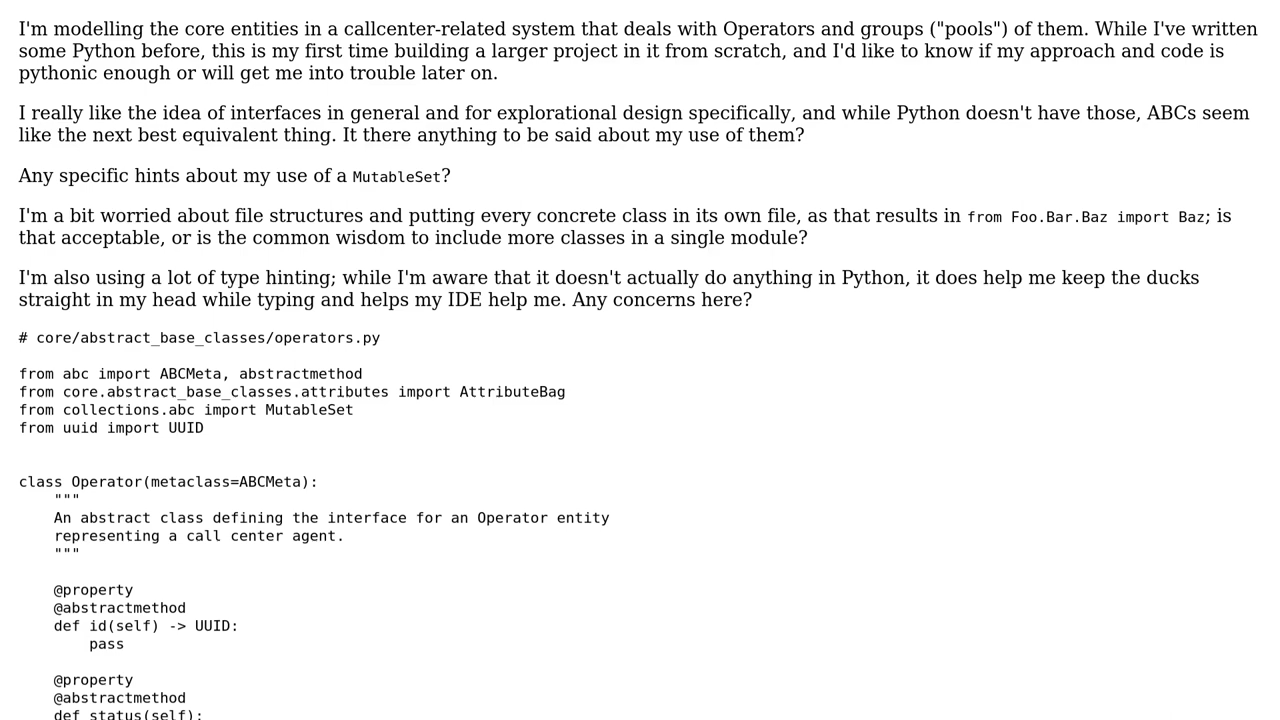 I'm modelling the core entities in a callcenter-related system that deals with Operators and groups ("pools") of them. While I've written
some Python before, this is my first time building a larger project in it from scratch, and I'd like to know if my approach and code is
pythonic enough or will get me into trouble later on.
I really like the idea of interfaces in general and for explorational design specifically, and while Python doesn't have those, ABCs seem
like the next best equivalent thing. It there anything to be said about my use of them?
Any specific hints about my use of a MutableSet?
I'm a bit worried about file structures and putting every concrete class in its own file, as that results in from Foo.Bar.Baz import Baz; is
that acceptable, or is the common wisdom to include more classes in a single module?
I'm also using a lot of type hinting; while I'm aware that it doesn't actually do anything in Python, it does help me keep the ducks
straight in my head while typing and helps my IDE help me. Any concerns here?
# core/abstract_base_classes/operators.py
from abc import ABCMeta, abstractmethod
from core.abstract_base_classes.attributes import AttributeBag
from collections.abc import MutableSet
from uuid import UUID
class Operator(metaclass=ABCMeta):
"""
An abstract class defining the interface for an Operator entity
representing a call center agent.
"""
@property
@abstractmethod
def id(self) -> UUID:
pass
@property
@abstractmethod
def status(self):